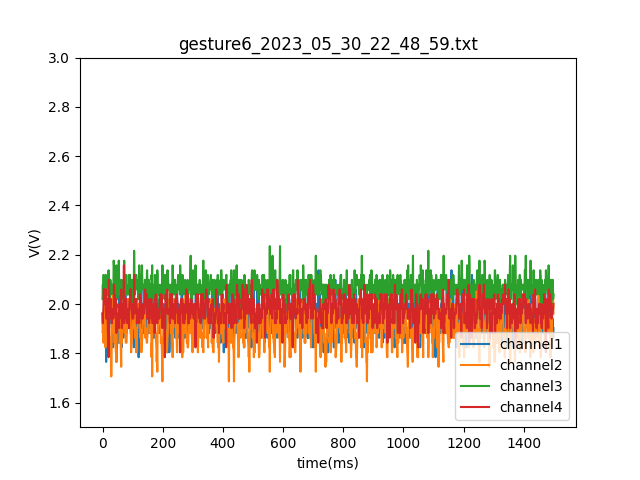 gesture6_2023_05_30_22_48_59.txt
3.0
2.8
2.6
2.4
2.2
2.0
1.8
1.6
V(V)
channel1
channel2
channel3
channel4
0 200 400 600 800 1000 1200 1400
time(ms)